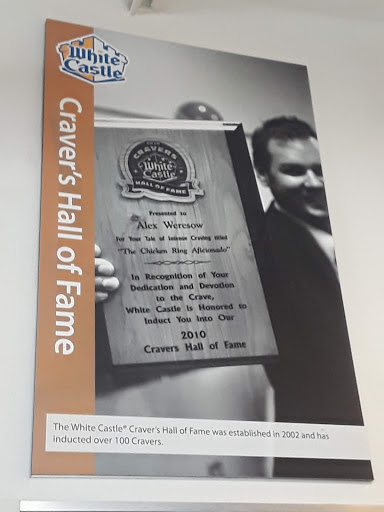 White
Castle
Craver's Hall of Fame
CRAVERS
White
Castle
HALL OF FAME
Presented to
Alex Weresow
For Your Tale of Intense Craving titled
"The Chicken Ring Aficionado"
In Recognition of Your
Dedication and Devotion
to the Crave,
White Castle is Honored to
Induct You Into Our
2010
Cravers Hall of Fame
The White Castle® Craver's Hall of Fame was established in 2002 and has
inducted over 100 Cravers.